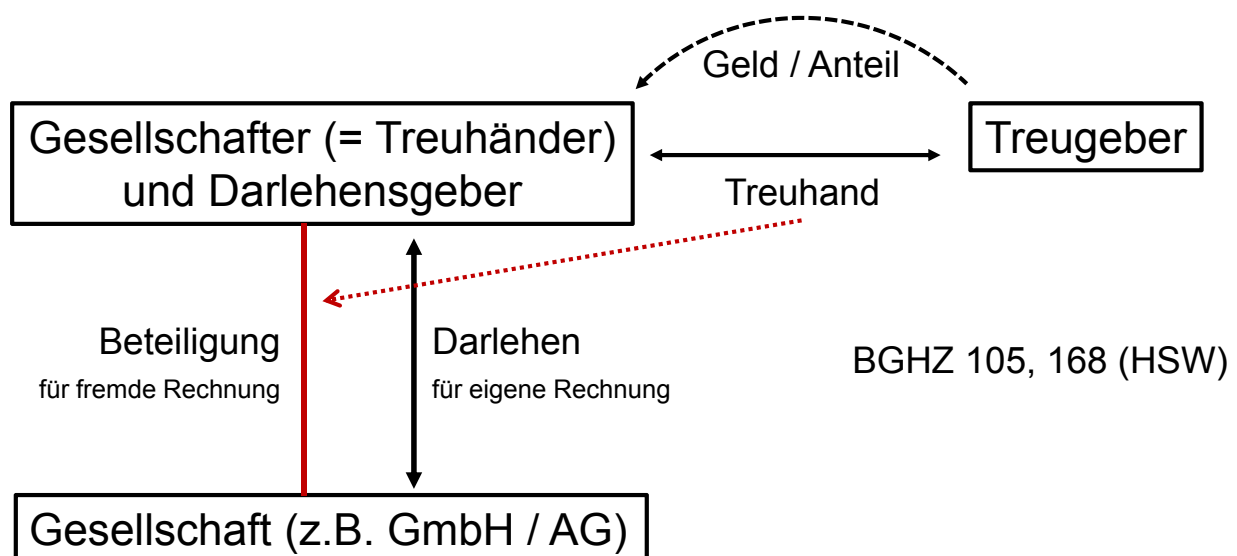 Geld / Anteil
Gesellschafter (= Treuhänder)
und Darlehensgeber
Treugeber
Treuhand
Beteiligung
für fremde Rechnung
Darlehen
für eigene Rechnung
BGHZ 105, 168 (HSW)
Gesellschaft (z.B. GmbH / AG)